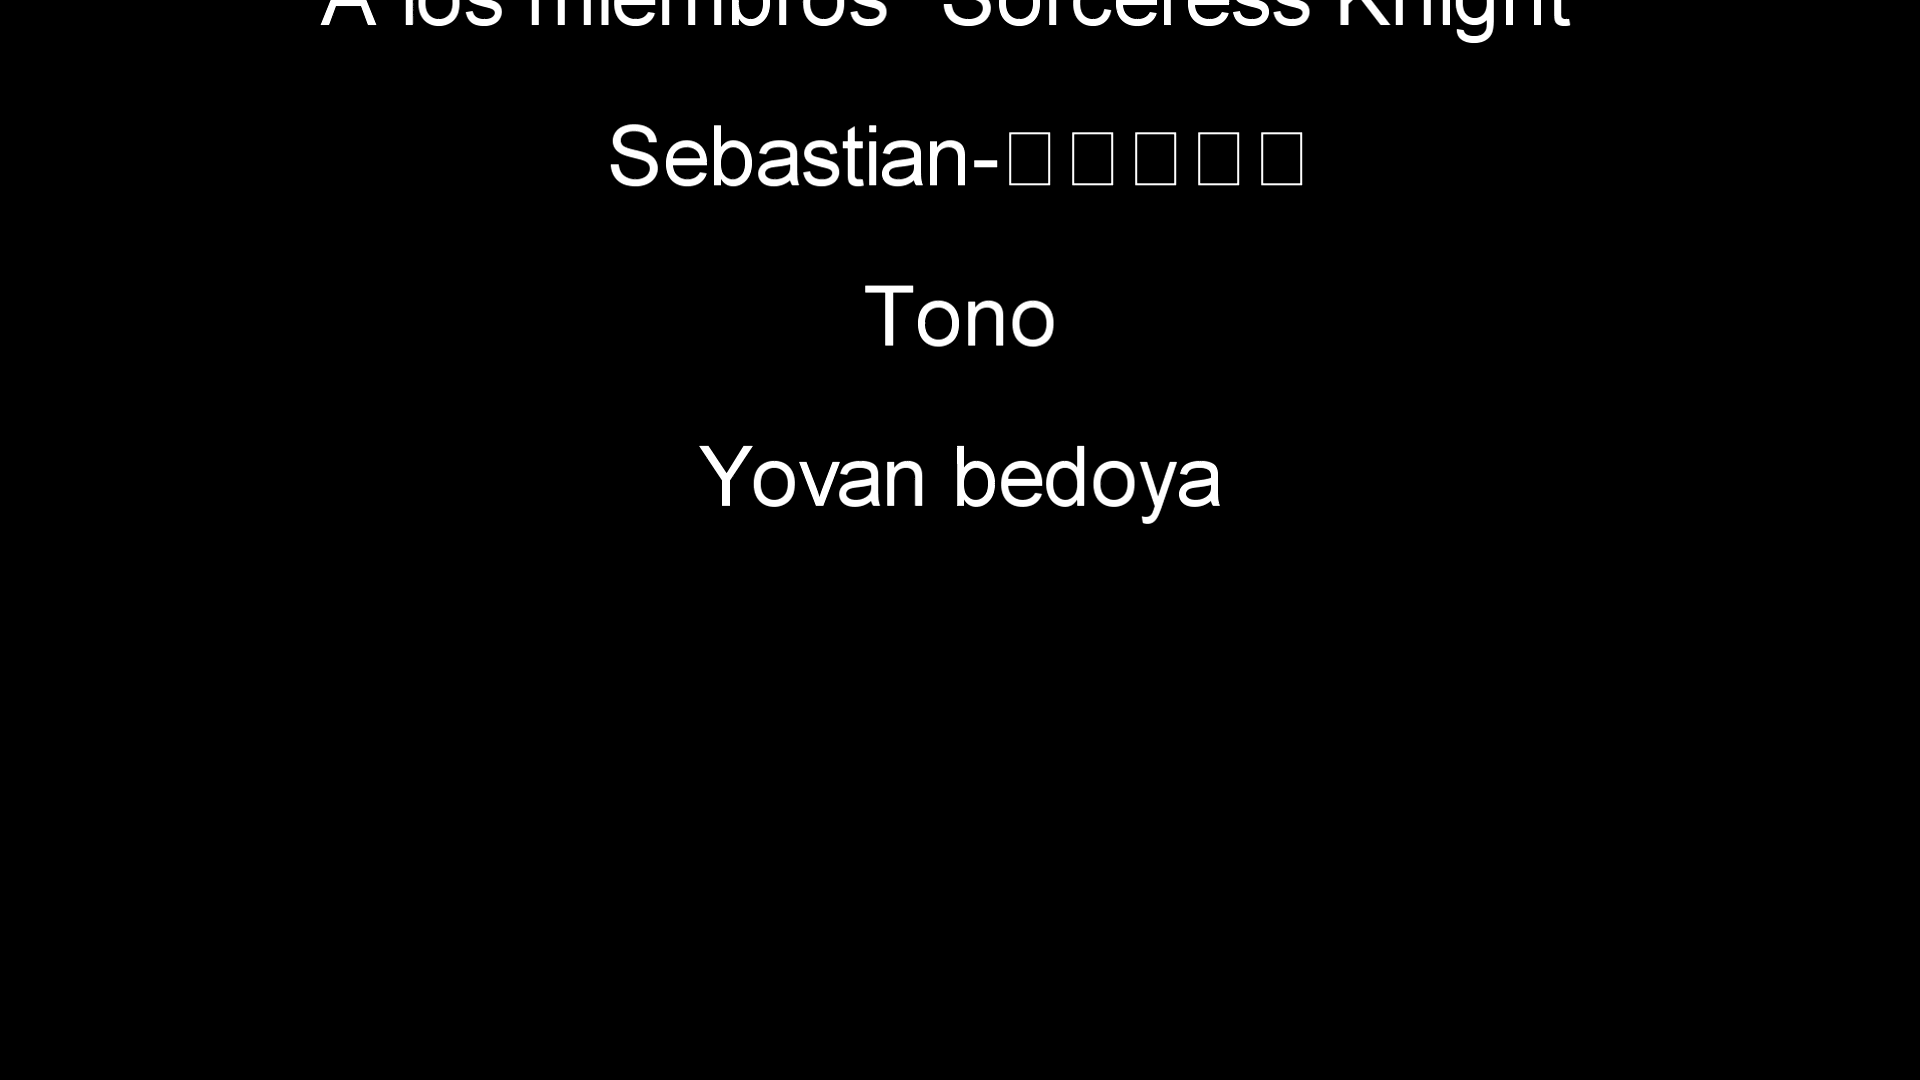 A los miembros "Sorceress Knight"
Sebastian-□□□□□
Tono
Yovan bedoya